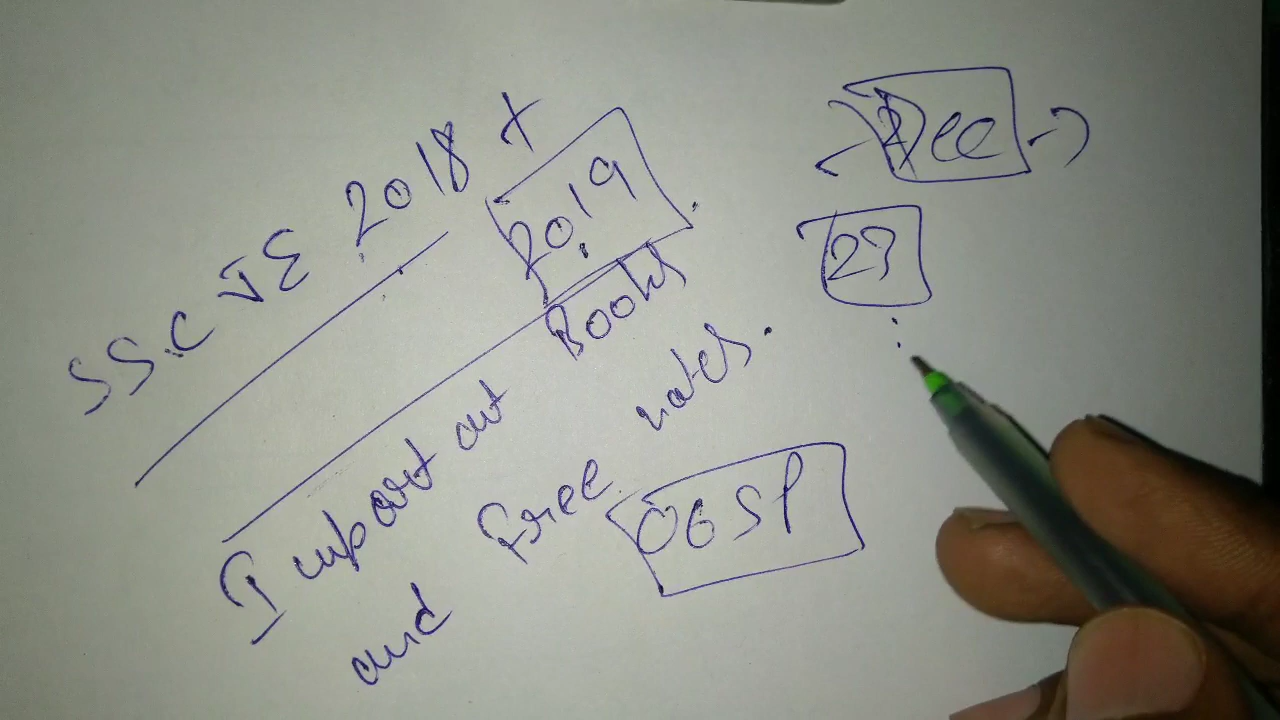 SSC JE 2018 +
2019
Important Books
and Free notes.
OGSP
Dec
27